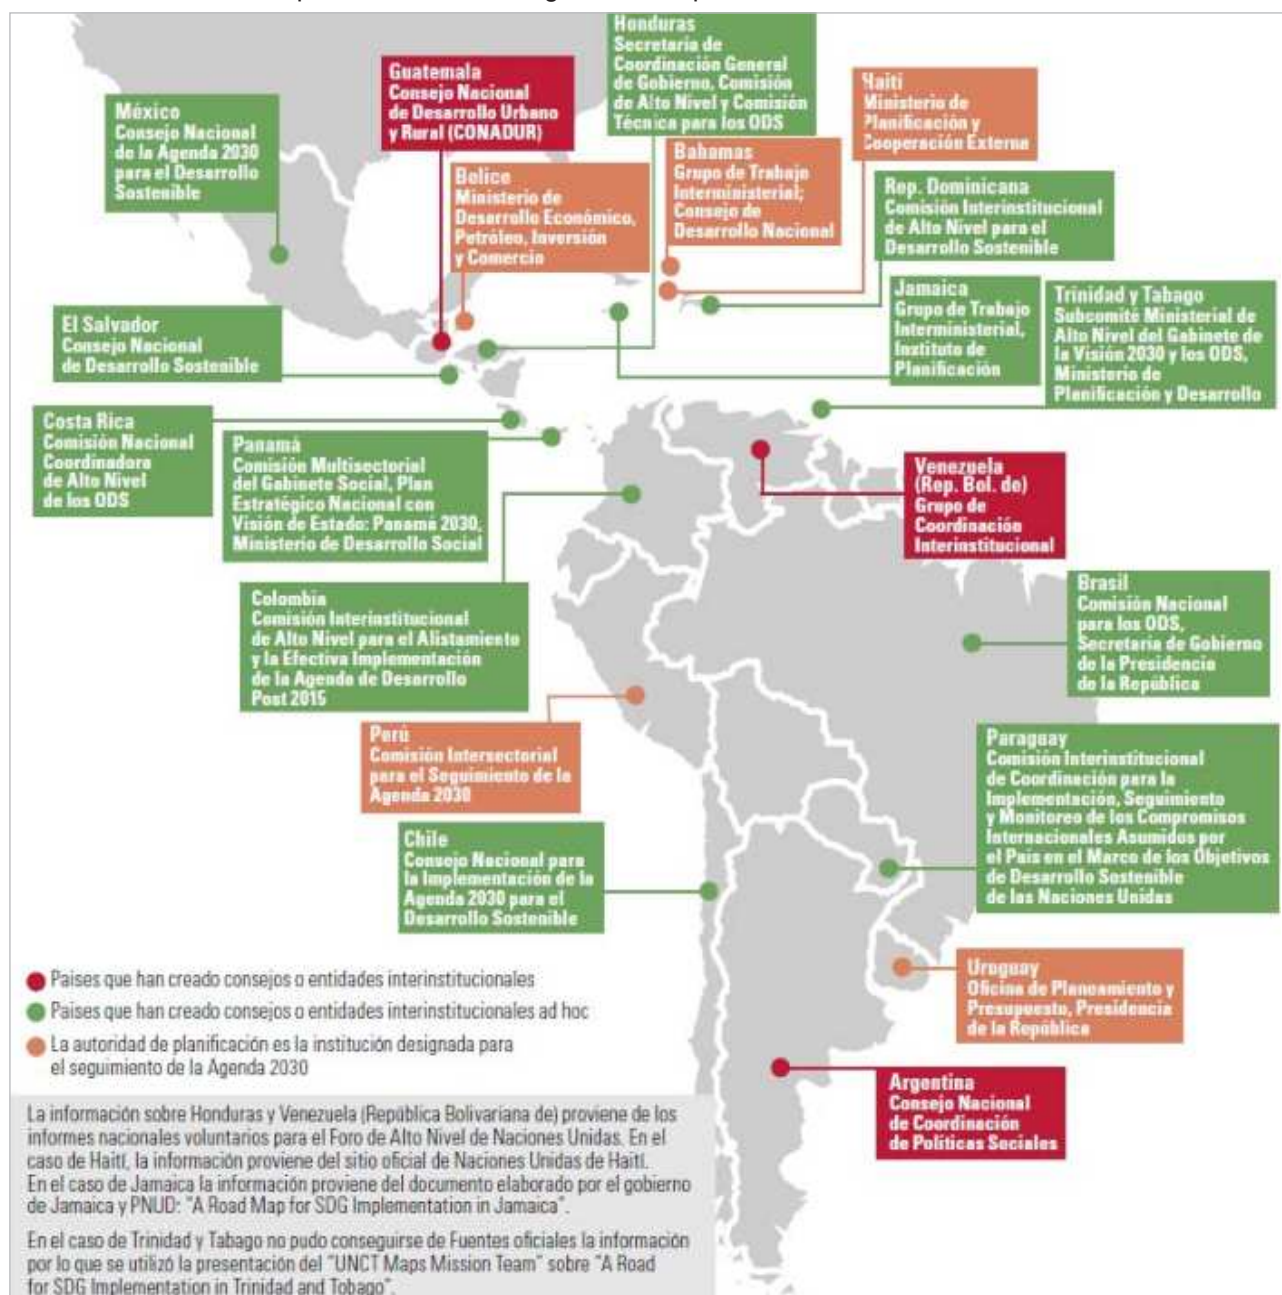 Honduras
Secretaría de
Coordinación General
de Gobierno, Comisión
de Alto Nivel y Comisión
Técnica para los ODS
Guatemala
Consejo Nacional
de Desarrollo Urbano
y Rural (CONADUR)
Haití
Ministerio de
Planificación y
Cooperación Externa
México
Consejo Nacional
de la Agenda 2030
para el Desarrollo
Sostenible
Bahamas
Grupo de Trabajo
Interministerial;
Consejo de
Desarrollo Nacional
Belice
Ministerio de
Desarrollo Económico,
Petróleo, Inversión
y Comercio
Rep. Dominicana
Comisión Interinstitucional
de Alto Nivel para el
Desarrollo Sostenible
Jamaica
Grupo de Trabajo
Interministerial,
Instituto de
Planificación
Trinidad y Tabago
Subcomité Ministerial de
Alto Nivel del Gabinete de
la Visión 2030 y los ODS,
Ministerio de
Planificación y Desarrollo
El Salvador
Consejo Nacional
de Desarrollo Sostenible
Costa Rica
Comisión Nacional
Coordinadora
de Alto Nivel
de los ODS
Panamá
Comisión Multisectorial
del Gabinete Social, Plan
Estratégico Nacional con
Visión de Estado: Panamá 2030,
Ministerio de Desarrollo Social
Venezuela
(Rep. Bol. de)
Grupo de
Coordinación
Interinstitucional
Colombia
Comisión Interinstitucional
de Alto Nivel para el Alistamiento
y la Efectiva Implementación
de la Agenda de Desarrollo
Post 2015
Brasil
Comisión Nacional
para los ODS,
Secretaría de Gobierno
de la Presidencia
de la República
Perú
Comisión Intersectorial
para el Seguimiento de la
Agenda 2030
Paraguay
Comisión Interinstitucional
de Coordinación para la
Implementación, Seguimiento
y Monitoreo de los Compromisos
Internacionales Asumidos por
el País en el Marco de los Objetivos
de Desarrollo Sostenible
de las Naciones Unidas
Chile
Consejo Nacional para
la Implementación de la
Agenda 2030 para el
Desarrollo Sostenible
Uruguay
Oficina de Planeamiento y
Presupuesto, Presidencia
de la República
Argentina
Consejo Nacional
de Coordinación
de Políticas Sociales
Países que han creado consejos o entidades interinstitucionales
Países que han creado consejos o entidades interinstitucionales ad hoc
La autoridad de planificación es la institución designada para
el seguimiento de la Agenda 2030
La información sobre Honduras y Venezuela (República Bolivariana de) proviene de los
informes nacionales voluntarios para el Foro de Alto Nivel de Naciones Unidas. En el
caso de Haití, la información proviene del sitio oficial de Naciones Unidas de Haití.
En el caso de Jamaica la información proviene del documento elaborado por el gobierno
de Jamaica y PNUD: "A Road Map for SDG Implementation in Jamaica".
En el caso de Trinidad y Tabago no pudo conseguirse de Fuentes oficiales la información
por lo que se utilizó la presentación del "UNCT Maps Mission Team" sobre "A Road
for SDG Implementation in Trinidad and Tobago".